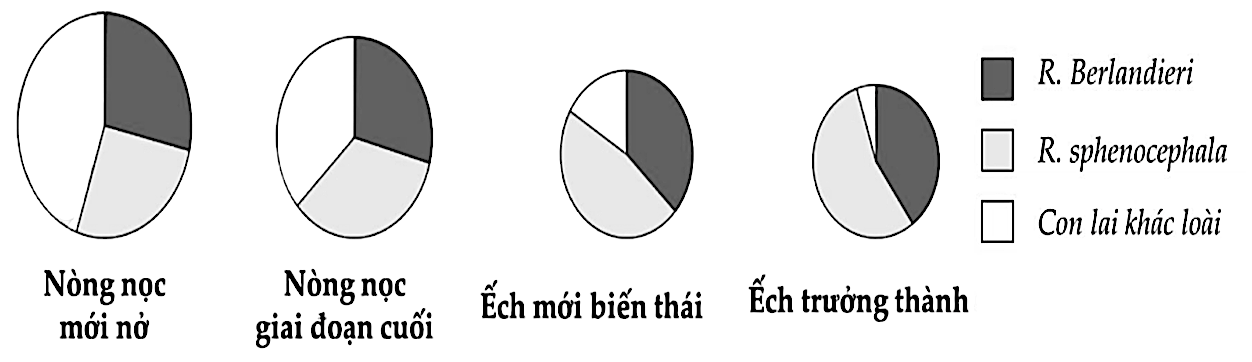 R. Berlandieri
R. sphenocephala
Con lai khác loài
Nòng nọc
mới nở
Nòng nọc
giai đoạn cuối
Ếch mới biến thái
Ếch trưởng thành